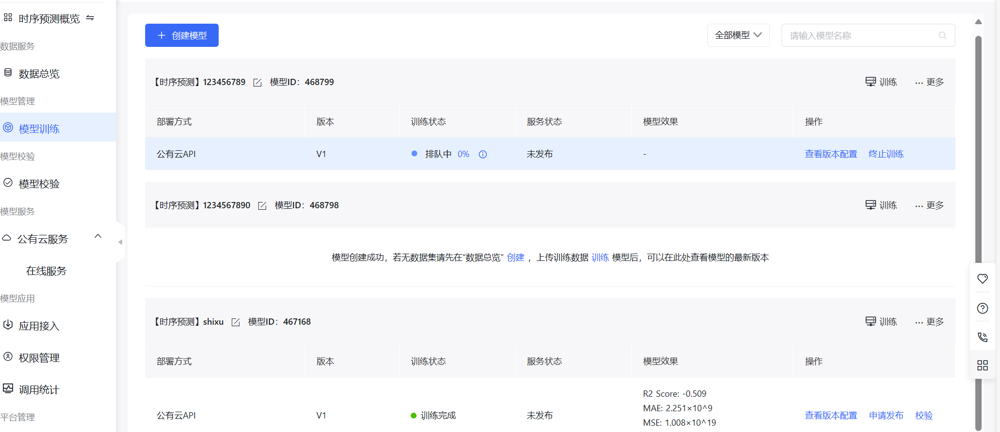 时序预测概览
数据服务
数据总览
模型管理
模型训练
模型校验
模型校验
模型服务
公有云服务
在线服务
模型应用
应用接入
权限管理
调用统计
平台管理
创建模型
全部模型
请输入模型名称
【时序预测】123456789 模型ID：468799
训练 ··· 更多
部署方式 版本 训练状态 服务状态 模型效果 操作
公有云API V1 排队中 0% 未发布 - 查看版本配置 终止训练
【时序预测】1234567890 模型ID：468798
训练 ··· 更多
模型创建成功，若无数据集请先在“数据总览” 创建 ，上传训练数据 训练 模型后，可以在此处查看模型的最新版本
【时序预测】shixu 模型ID：467168
训练 ··· 更多
部署方式 版本 训练状态 服务状态 模型效果 操作
公有云API V1 训练完成 未发布
R2 Score: -0.509
MAE: 2.251×10^9
MSE: 1.008×10^19
查看版本配置 申请发布 校验